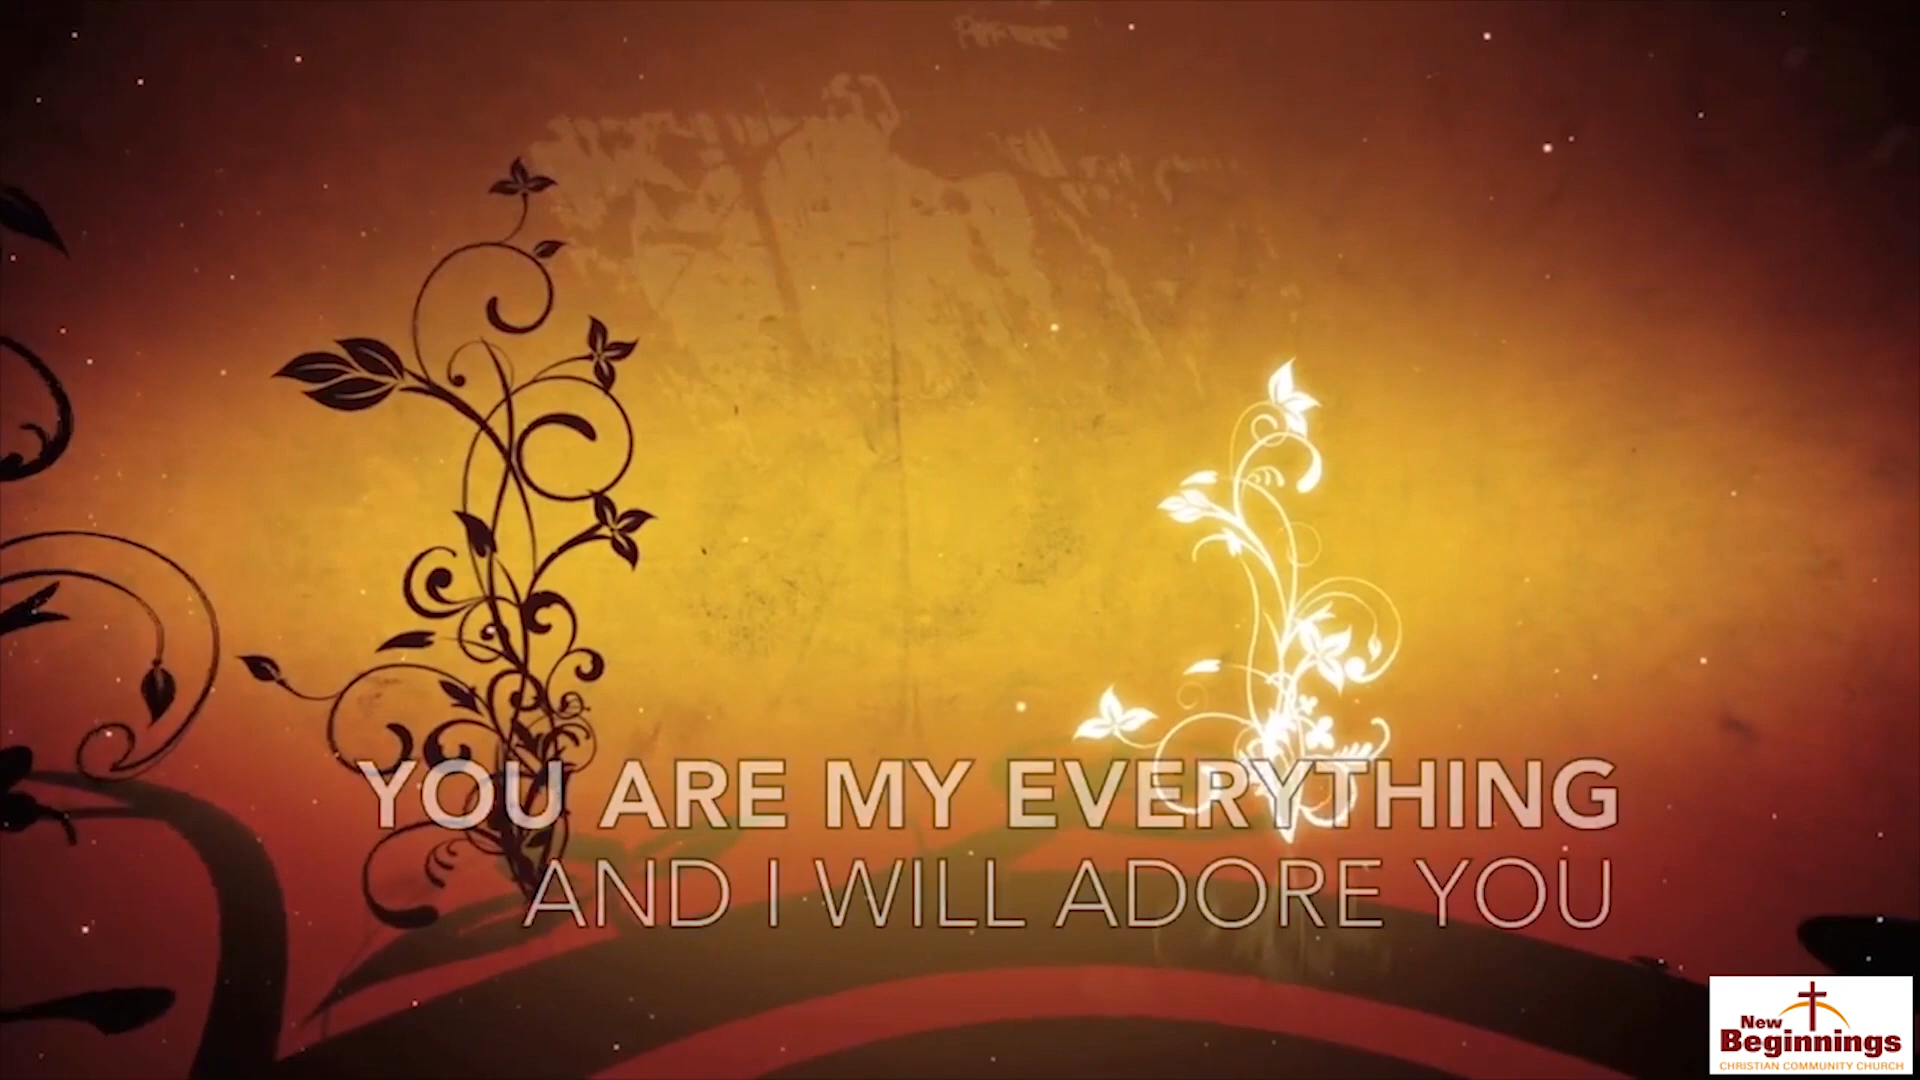 YOU ARE MY EVERYTHING
AND I WILL ADORE YOU
New
Beginnings
CHRISTIAN COMMUNITY CHURCH